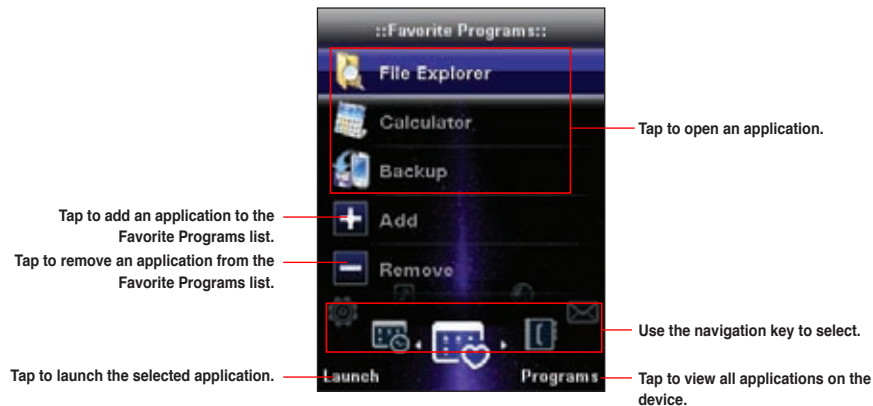 ::Favorite Programs::
File Explorer
Calculator
Backup
Add
Remove
Launch
Programs
Tap to open an application.
Tap to add an application to the
Favorite Programs list.
Tap to remove an application from the
Favorite Programs list.
Use the navigation key to select.
Tap to launch the selected application.
Tap to view all applications on the
device.